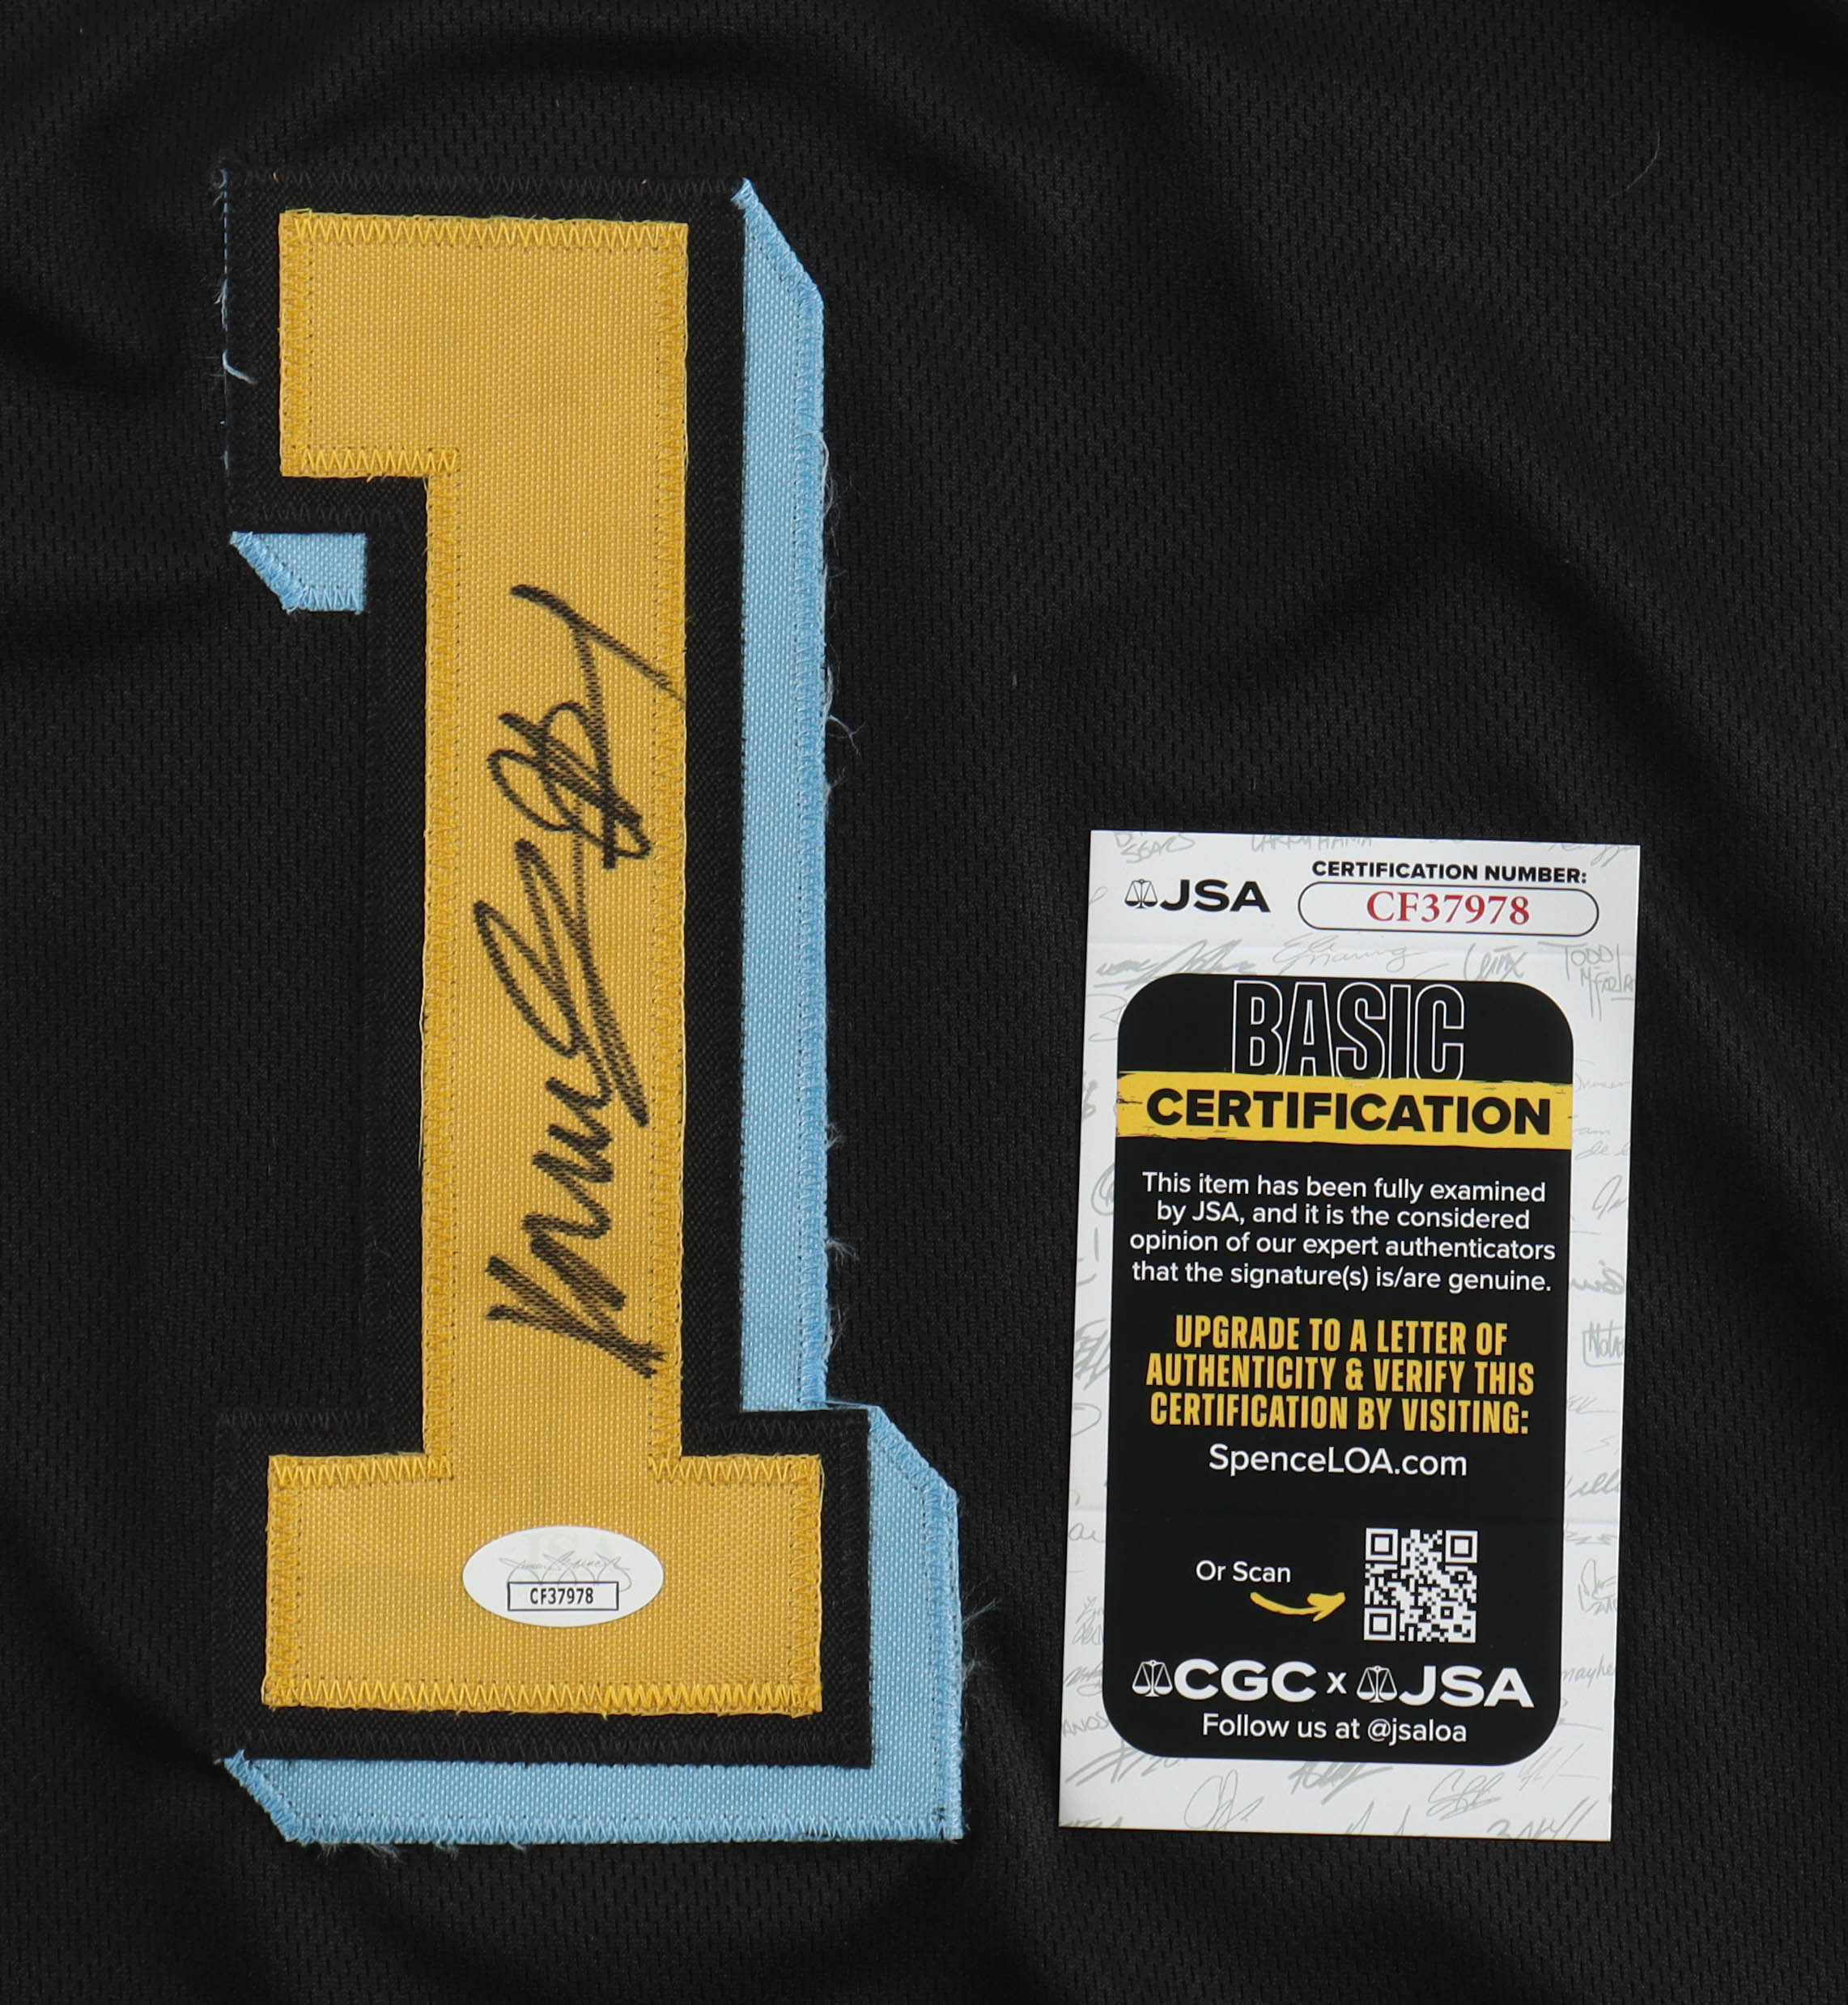 1
CF37978
JSA
CERTIFICATION NUMBER:
CF37978
BASIC
CERTIFICATION
This item has been fully examined
by JSA, and it is the considered
opinion of our expert authenticators
that the signature(s) is/are genuine.
UPGRADE TO A LETTER OF
AUTHENTICITY & VERIFY THIS
CERTIFICATION BY VISITING:
SpenceLOA.com
Or Scan
CGC x JSA
Follow us at @jsaloa